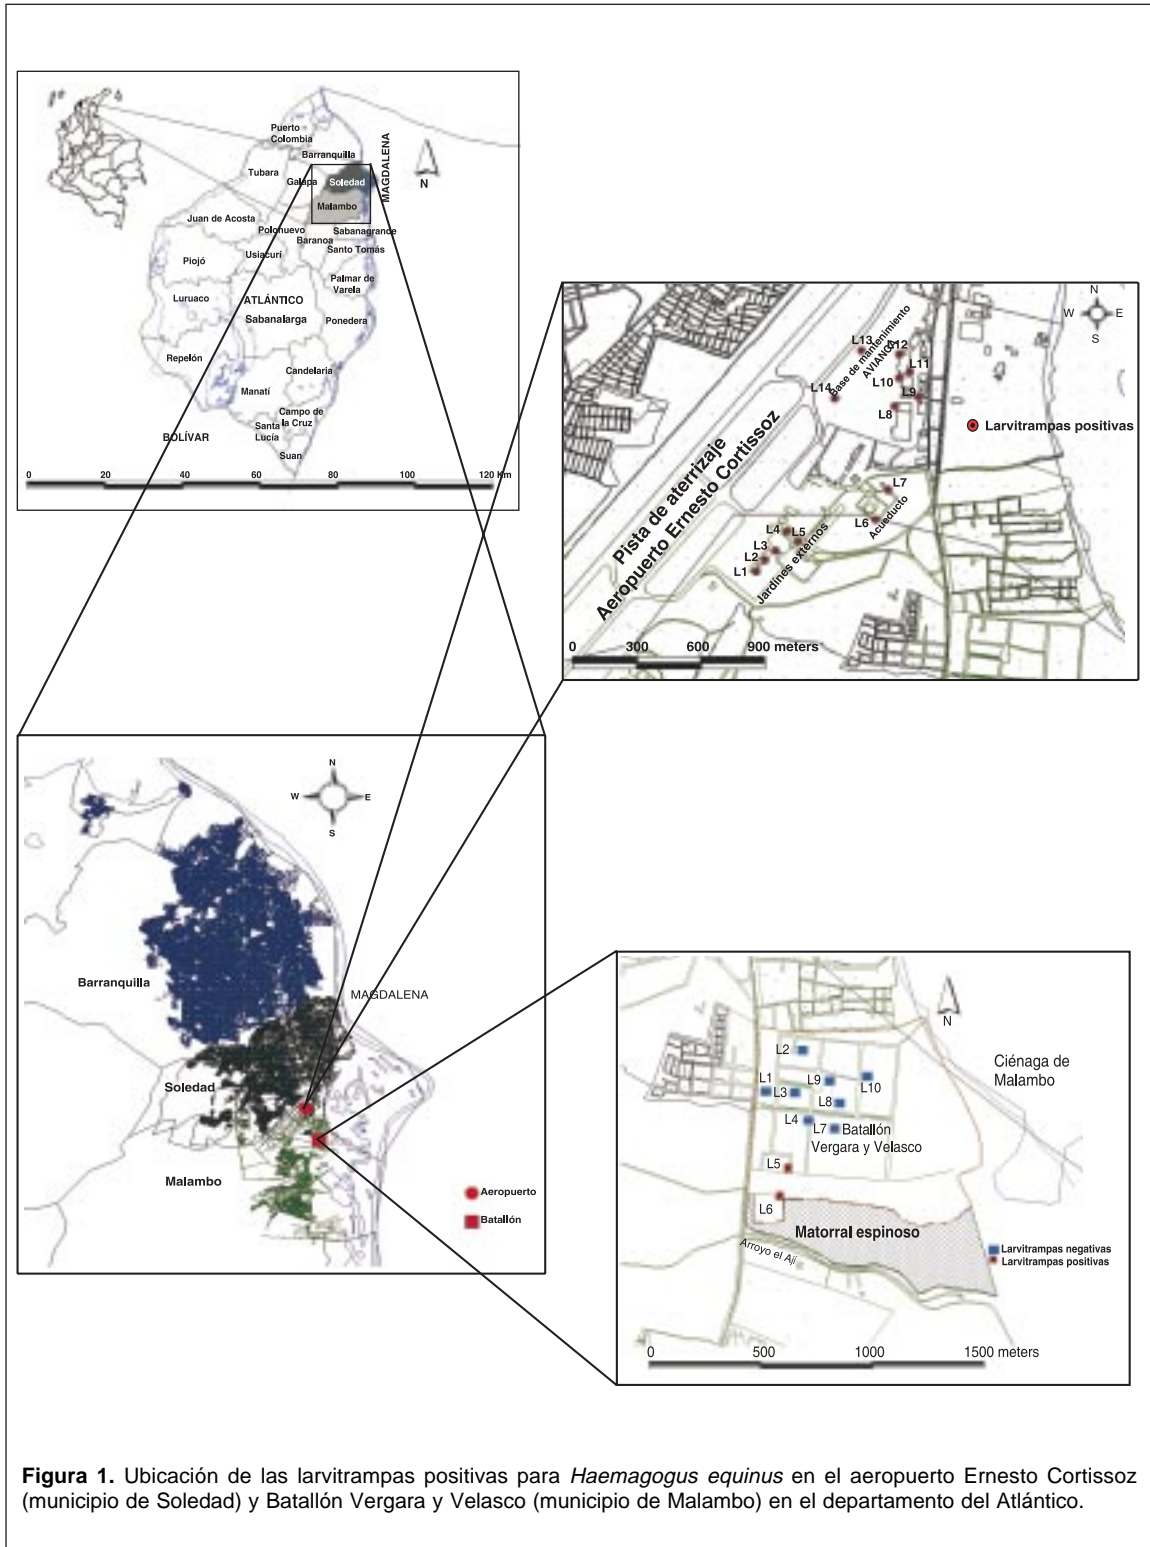 Puerto
Colombia
Barranquilla
MAGDALENA
N
Tubara
Galapa
Soledad
Malambo
Juan de Acosta
Polonuevo
Sabanagrande
Baranoa
Santo Tomás
Usiacurí
Piojó
Palmar de
Varela
Luruaco
ATLÁNTICO
Sabanalarga
Ponedera
Repelón
Candelaria
Manatí
Campo de
la Cruz
Santa
Lucía
BOLÍVAR
Suan
0 20 40 60 80 100 120 Km
N
W E
S
L13
Base de mantenimiento
AVIANCA
L12
L11
L10
L14
L9
L8
Larvitrampas positivas
Pista de aterrizaje
Aeropuerto Ernesto Cortissoz
L7
L6
Acueducto
L4
L5
L3
L2
L1
Jardínes externos
0 300 600 900 meters
N
W E
S
Barranquilla
MAGDALENA
Soledad
Malambo
Aeropuerto
Batallón
N
Ciénaga de
Malambo
L2
L1
L3
L9
L10
L8
L4
L7
Batallón
Vergara y Velasco
L5
L6
Matorral espinoso
Arroyo el Ají
Larvitrampas negativas
Larvitrampas positivas
0 500 1000 1500 meters
Figura 1. Ubicación de las larvitrampas positivas para Haemagogus equinus en el aeropuerto Ernesto Cortissoz
(municipio de Soledad) y Batallón Vergara y Velasco (municipio de Malambo) en el departamento del Atlántico.